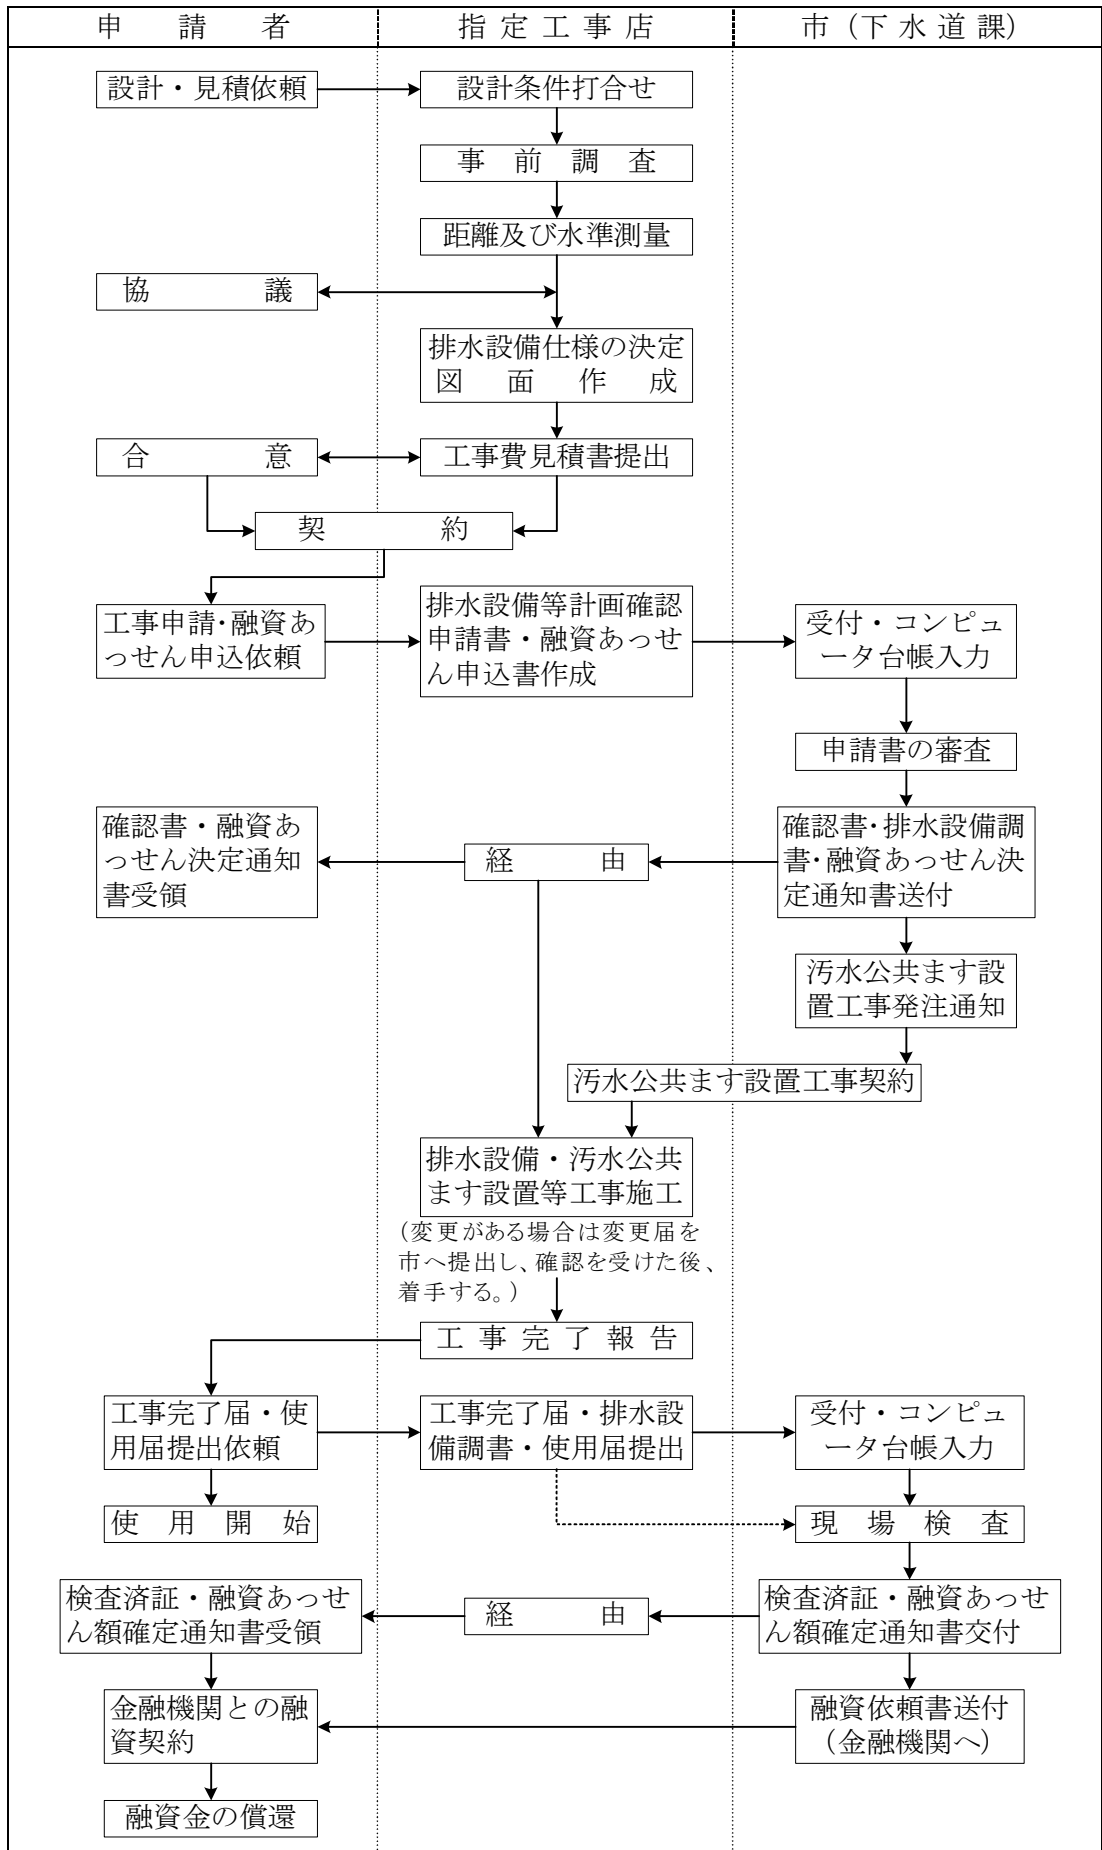 申請者 指定工事店 市（下水道課）
設計・見積依頼 設計条件打合せ
事前調査
距離及び水準測量
協議
排水設備仕様の決定
図面作成
合意 工事費見積書提出
契約
工事申請・融資あ
っせん申込依頼
排水設備等計画確認
申請書・融資あっせ
ん申込書作成
受付・コンピュ
ータ台帳入力
申請書の審査
確認書・融資あ
っせん決定通知
書受領
経由
確認書・排水設備調
書・融資あっせん決
定通知書送付
汚水公共ます設
置工事発注通知
汚水公共ます設置工事契約
排水設備・汚水公共
ます設置等工事施工
（変更がある場合は変更届を
市へ提出し、確認を受けた後、
着手する。）
工事完了報告
工事完了届・使
用届提出依頼
工事完了届・排水設
備調書・使用届提出
受付・コンピュ
ータ台帳入力
使用開始 現場検査
検査済証・融資あっせ
ん額確定通知書受領
経由
検査済証・融資あっせ
ん額確定通知書交付
金融機関との融
資契約
融資依頼書送付
（金融機関へ）
融資金の償還